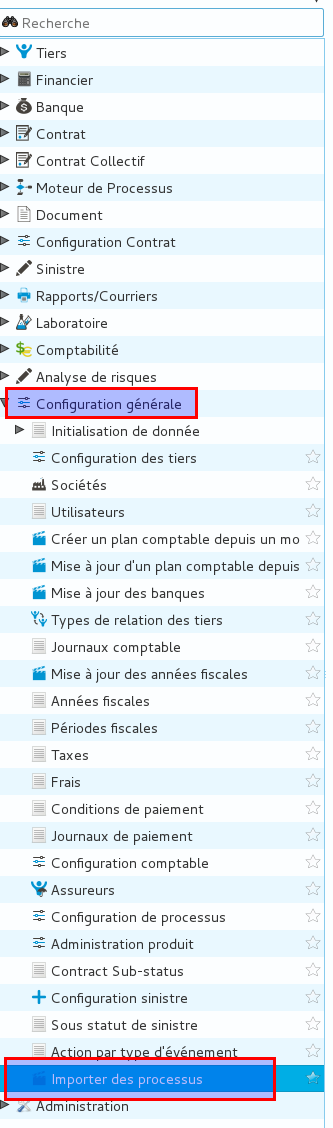 Recherche
Tiers
Financier
Banque
Contrat
Contrat Collectif
Moteur de Processus
Document
Configuration Contrat
Sinistre
Rapports/Courriers
Laboratoire
Comptabilité
Analyse de risques
Configuration générale
Initialisation de donnée
Configuration des tiers
Sociétés
Utilisateurs
Créer un plan comptable depuis un mo
Mise à jour d'un plan comptable depuis
Mise à jour des banques
Types de relation des tiers
Journaux comptable
Mise à jour des années fiscales
Années fiscales
Périodes fiscales
Taxes
Frais
Conditions de paiement
Journaux de paiement
Configuration comptable
Assureurs
Configuration de processus
Administration produit
Contract Sub-status
Configuration sinistre
Sous statut de sinistre
Action par type d'événement
Importer des processus
Administration